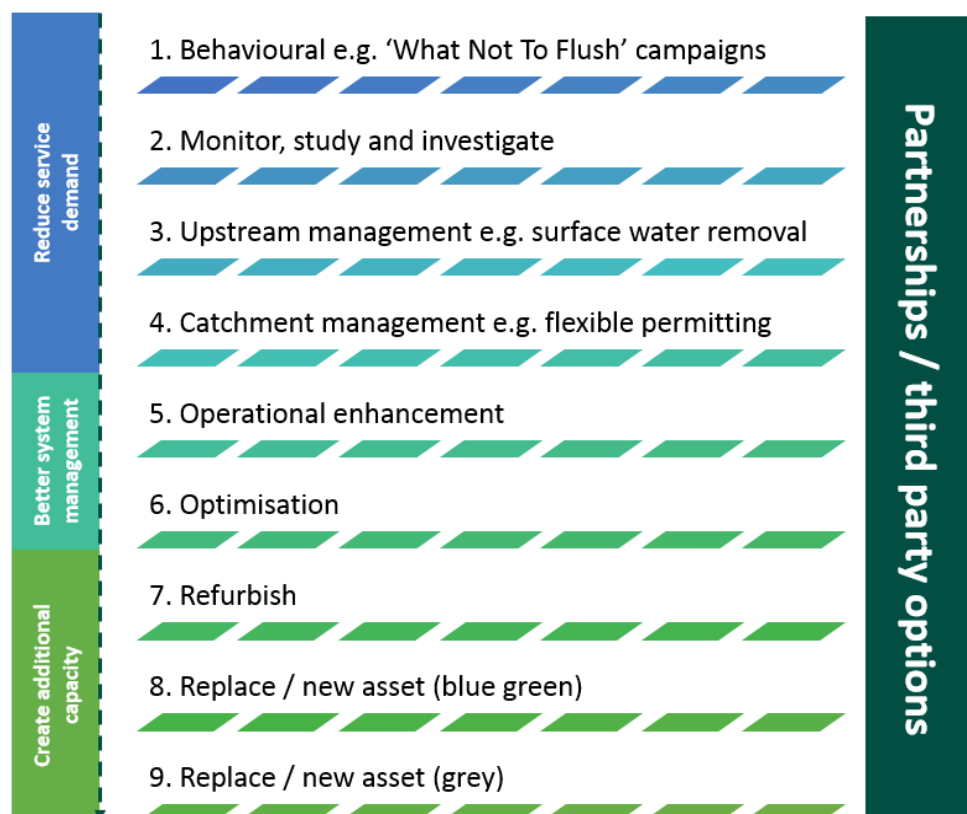 Reduce service
demand
Better system
management
Create additional
capacity
1. Behavioural e.g. ‘What Not To Flush’ campaigns
2. Monitor, study and investigate
3. Upstream management e.g. surface water removal
4. Catchment management e.g. flexible permitting
5. Operational enhancement
6. Optimisation
7. Refurbish
8. Replace / new asset (blue green)
9. Replace / new asset (grey)
Partnerships / third party options